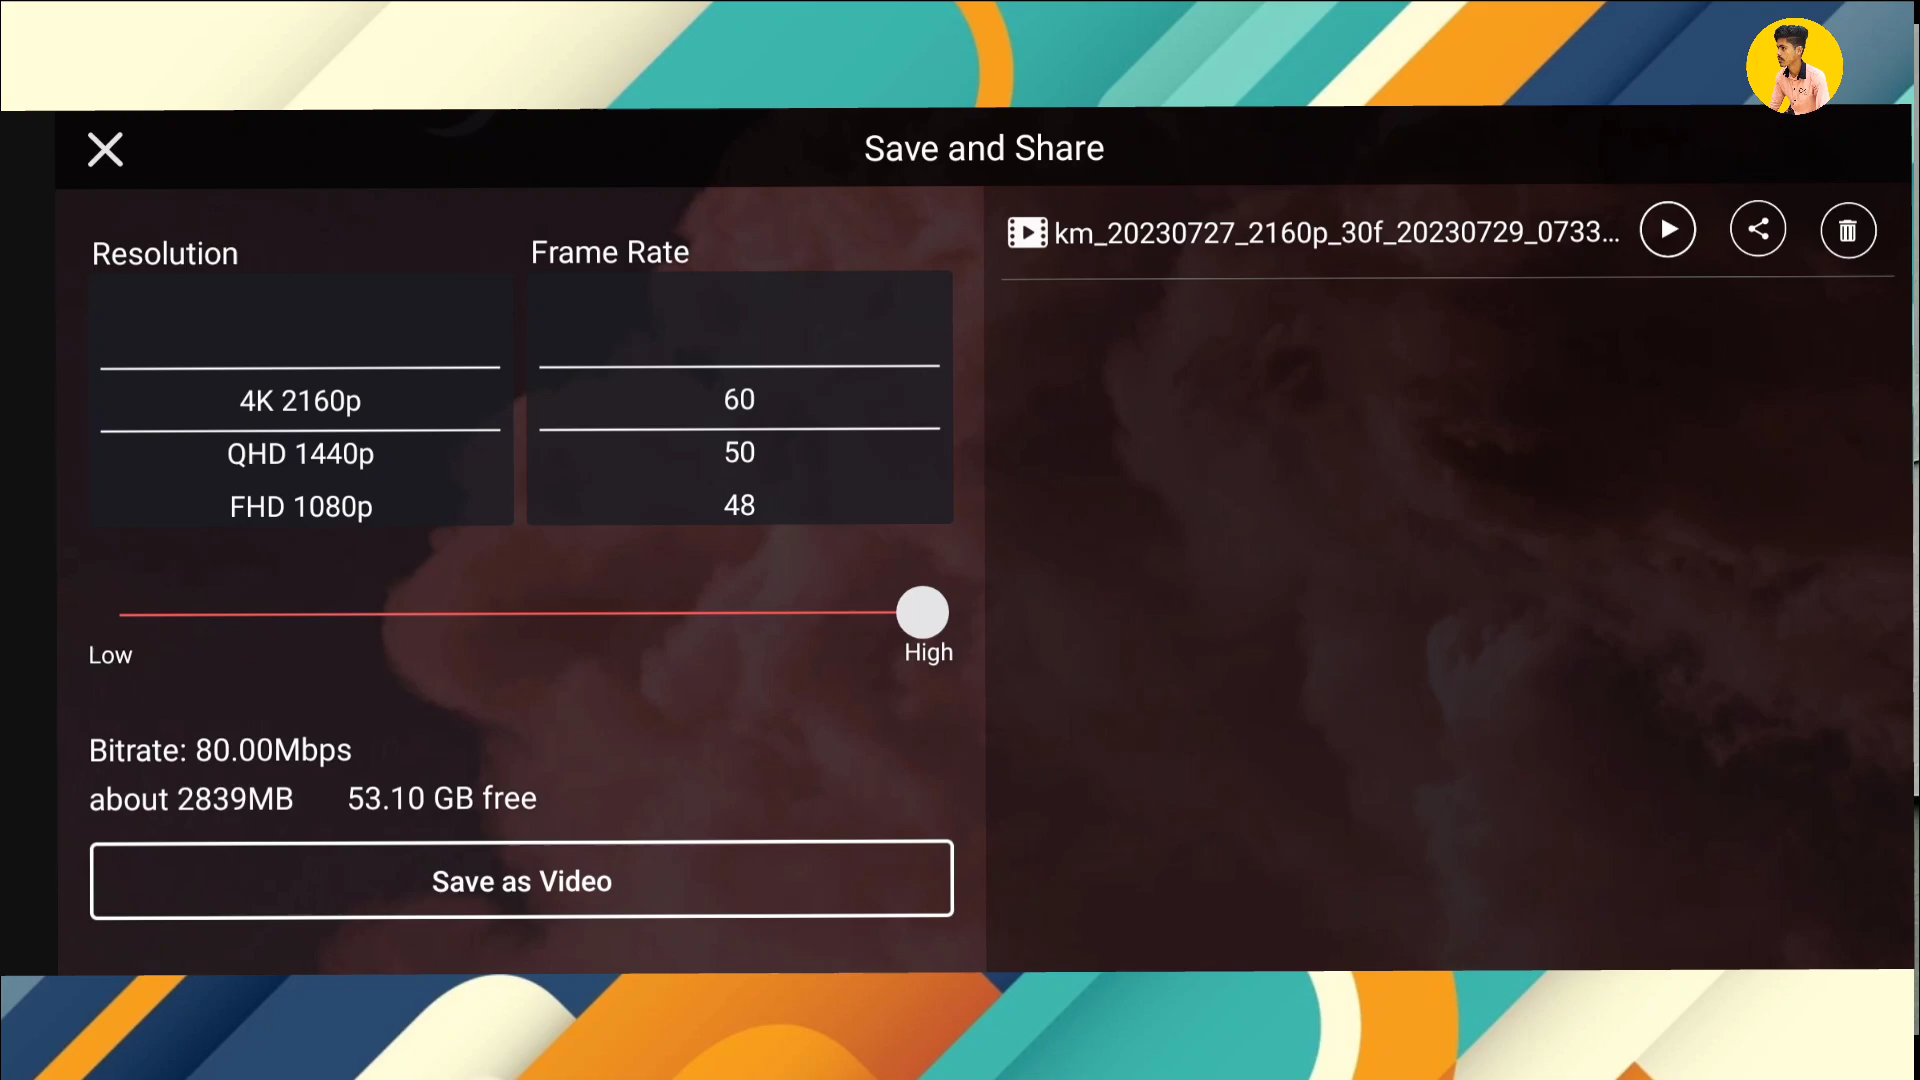 Save and Share
Resolution
Frame Rate
4K 2160p
60
QHD 1440p
50
FHD 1080p
48
Low
High
Bitrate: 80.00Mbps
about 2839MB 53.10 GB free
Save as Video
km_20230727_2160p_30f_20230729_0733...